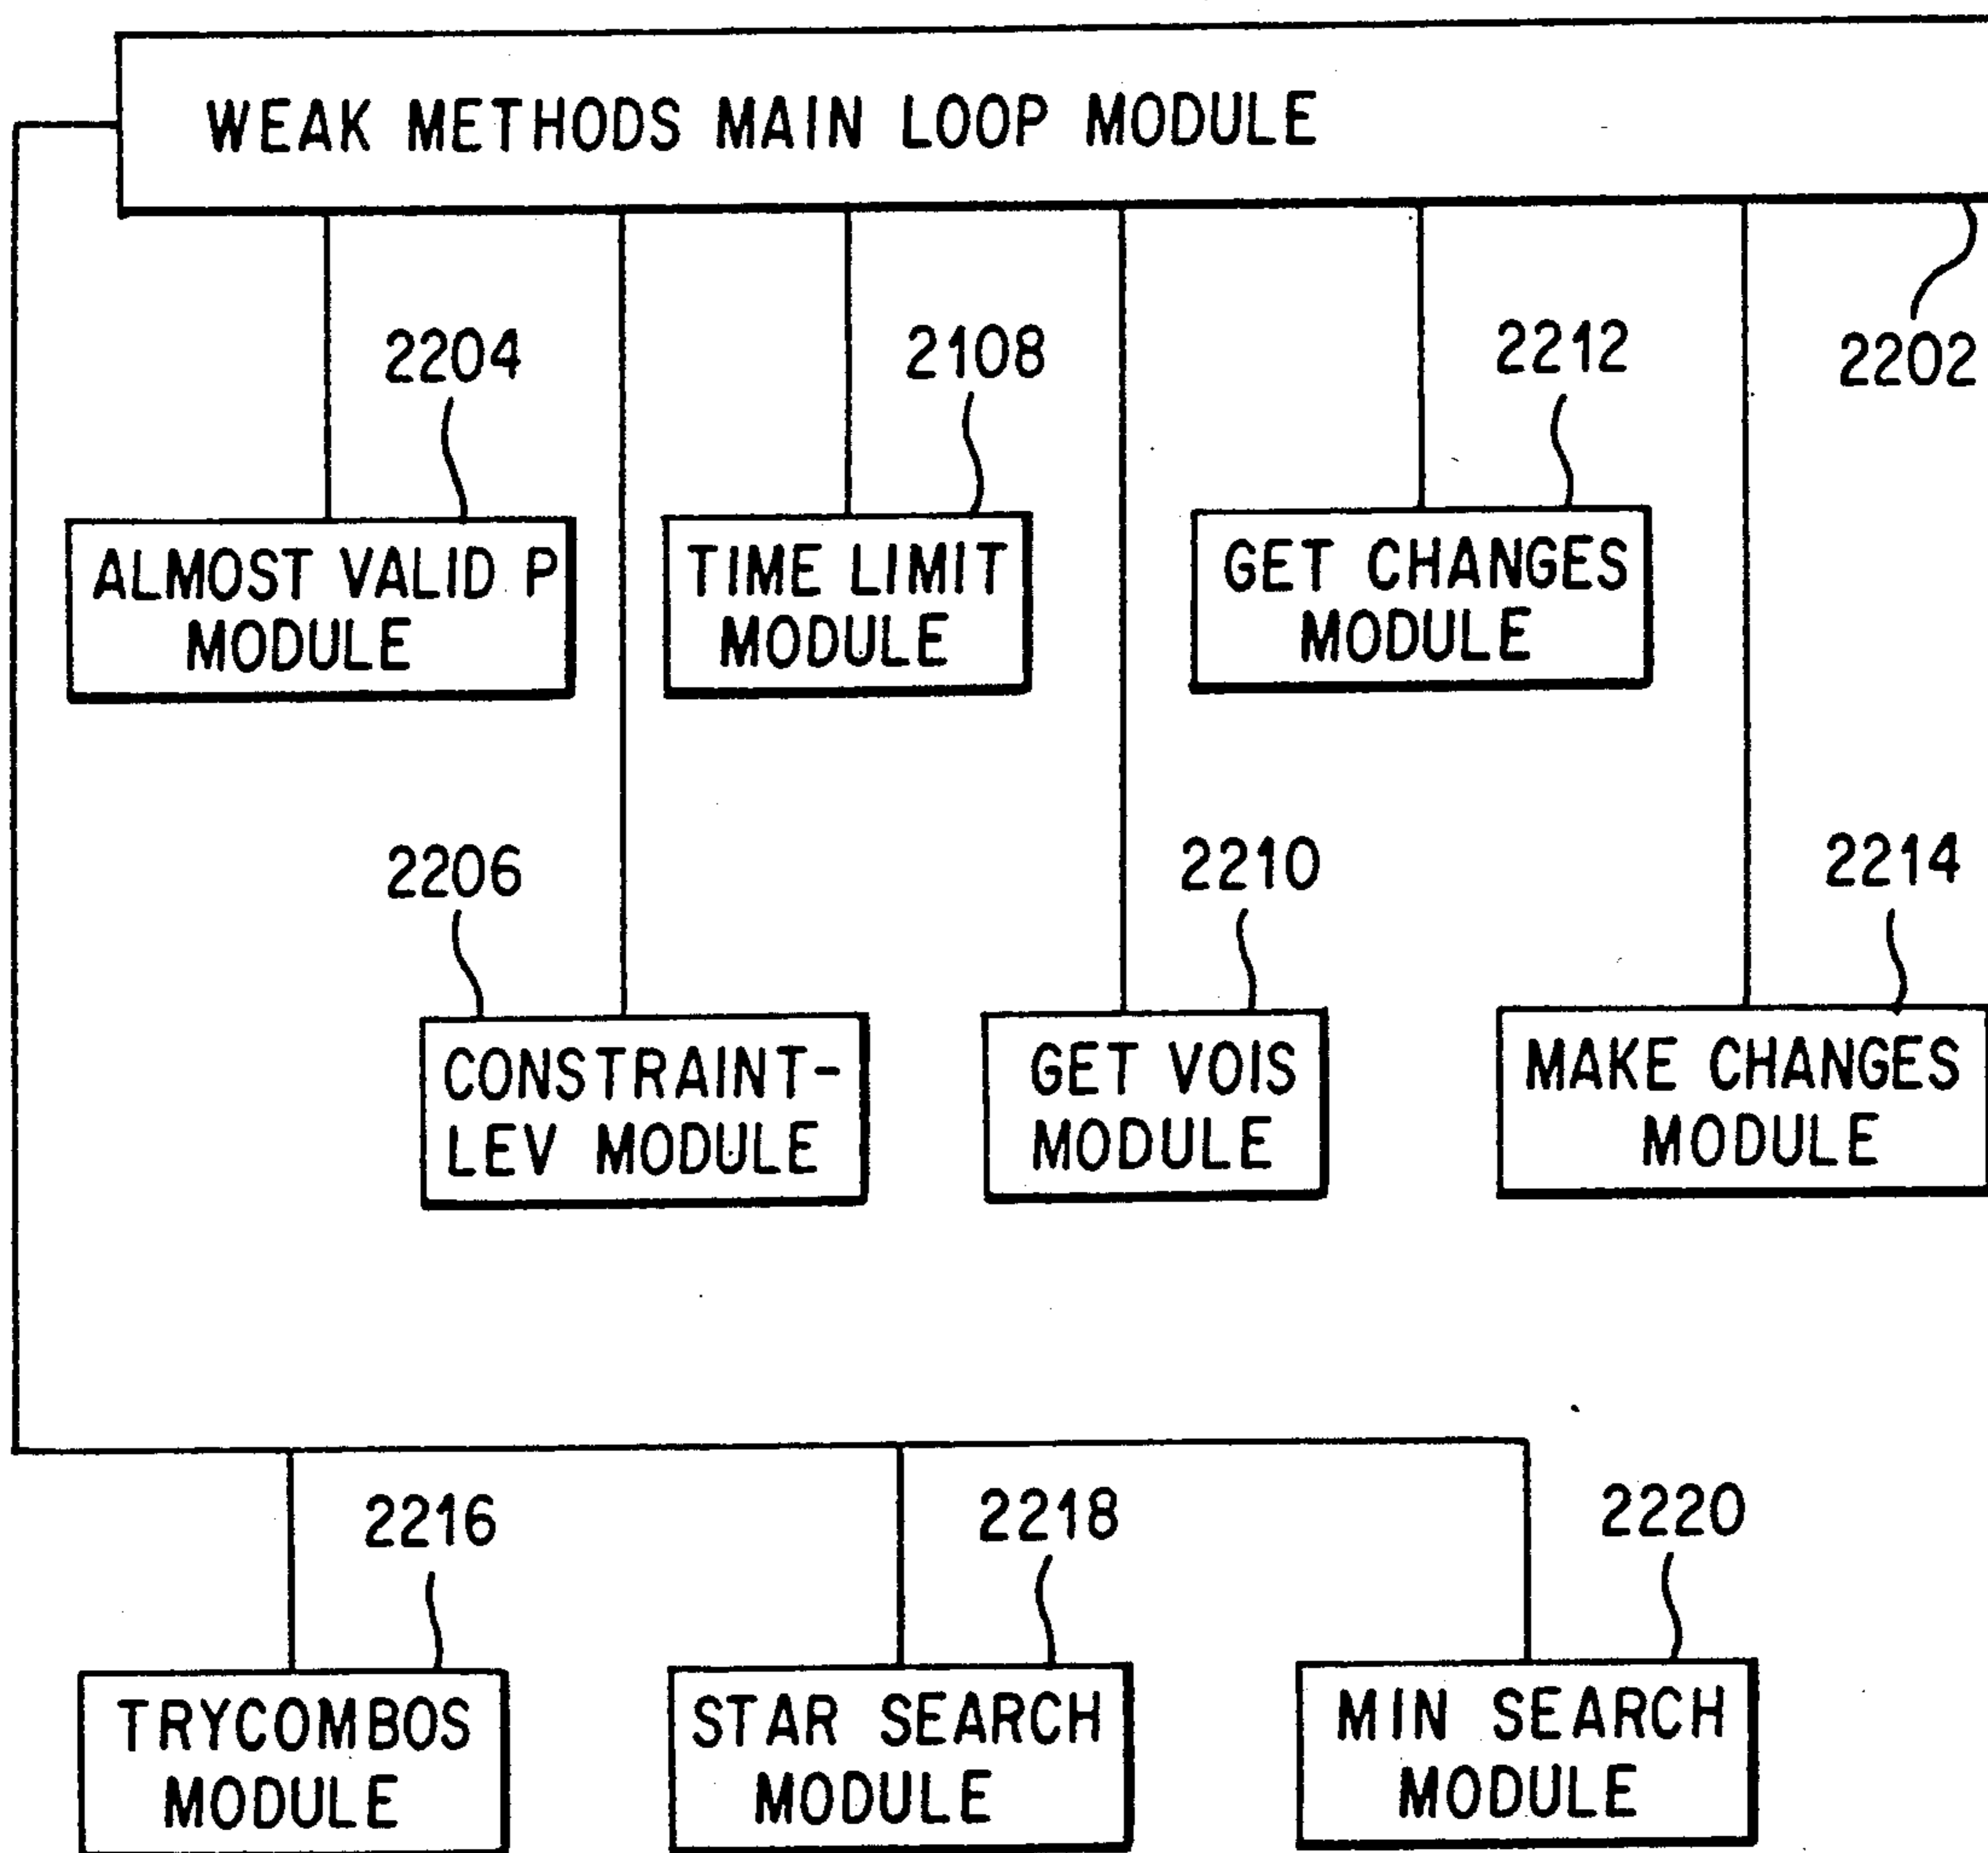 WEAK METHODS MAIN LOOP MODULE
2204
2108
2212
2202
ALMOST VALID P
MODULE
TIME LIMIT
MODULE
GET CHANGES
MODULE
2206
2210
2214
CONSTRAINT-
LEV MODULE
GET VOIS
MODULE
MAKE CHANGES
MODULE
2216
2218
2220
TRYCOMBOS
MODULE
STAR SEARCH
MODULE
MIN SEARCH
MODULE